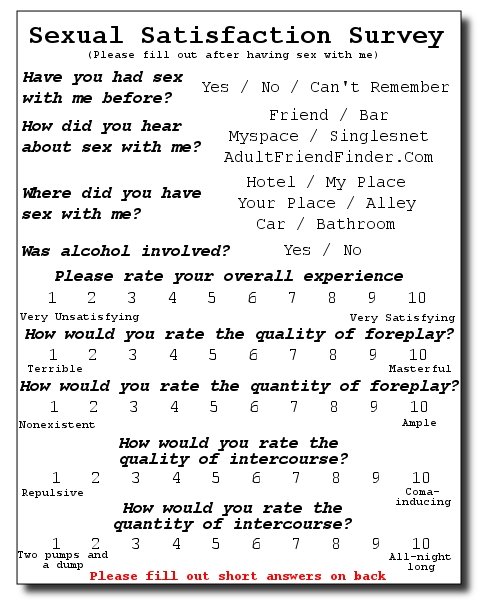 Sexual Satisfaction Survey
(Please fill out after having sex with me)
Have you had sex
with me before?
Yes / No / Can't Remember
How did you hear
about sex with me?
Friend / Bar
Myspace / Singlesnet
AdultFriendFinder.Com
Where did you have
sex with me?
Hotel / My Place
Your Place / Alley
Car / Bathroom
Was alcohol involved?
Yes / No
Please rate your overall experience
1 2 3 4 5 6 7 8 9 10
Very Unsatisfying Very Satisfying
How would you rate the quality of foreplay?
1 2 3 4 5 6 7 8 9 10
Terrible Masterful
How would you rate the quantity of foreplay?
1 2 3 4 5 6 7 8 9 10
Nonexistent Ample
How would you rate the
quality of intercourse?
1 2 3 4 5 6 7 8 9 10
Repulsive
Coma-
inducing
How would you rate the
quantity of intercourse?
1 2 3 4 5 6 7 8 9 10
Two pumps and
a dump
All-night
long
Please fill out short answers on back